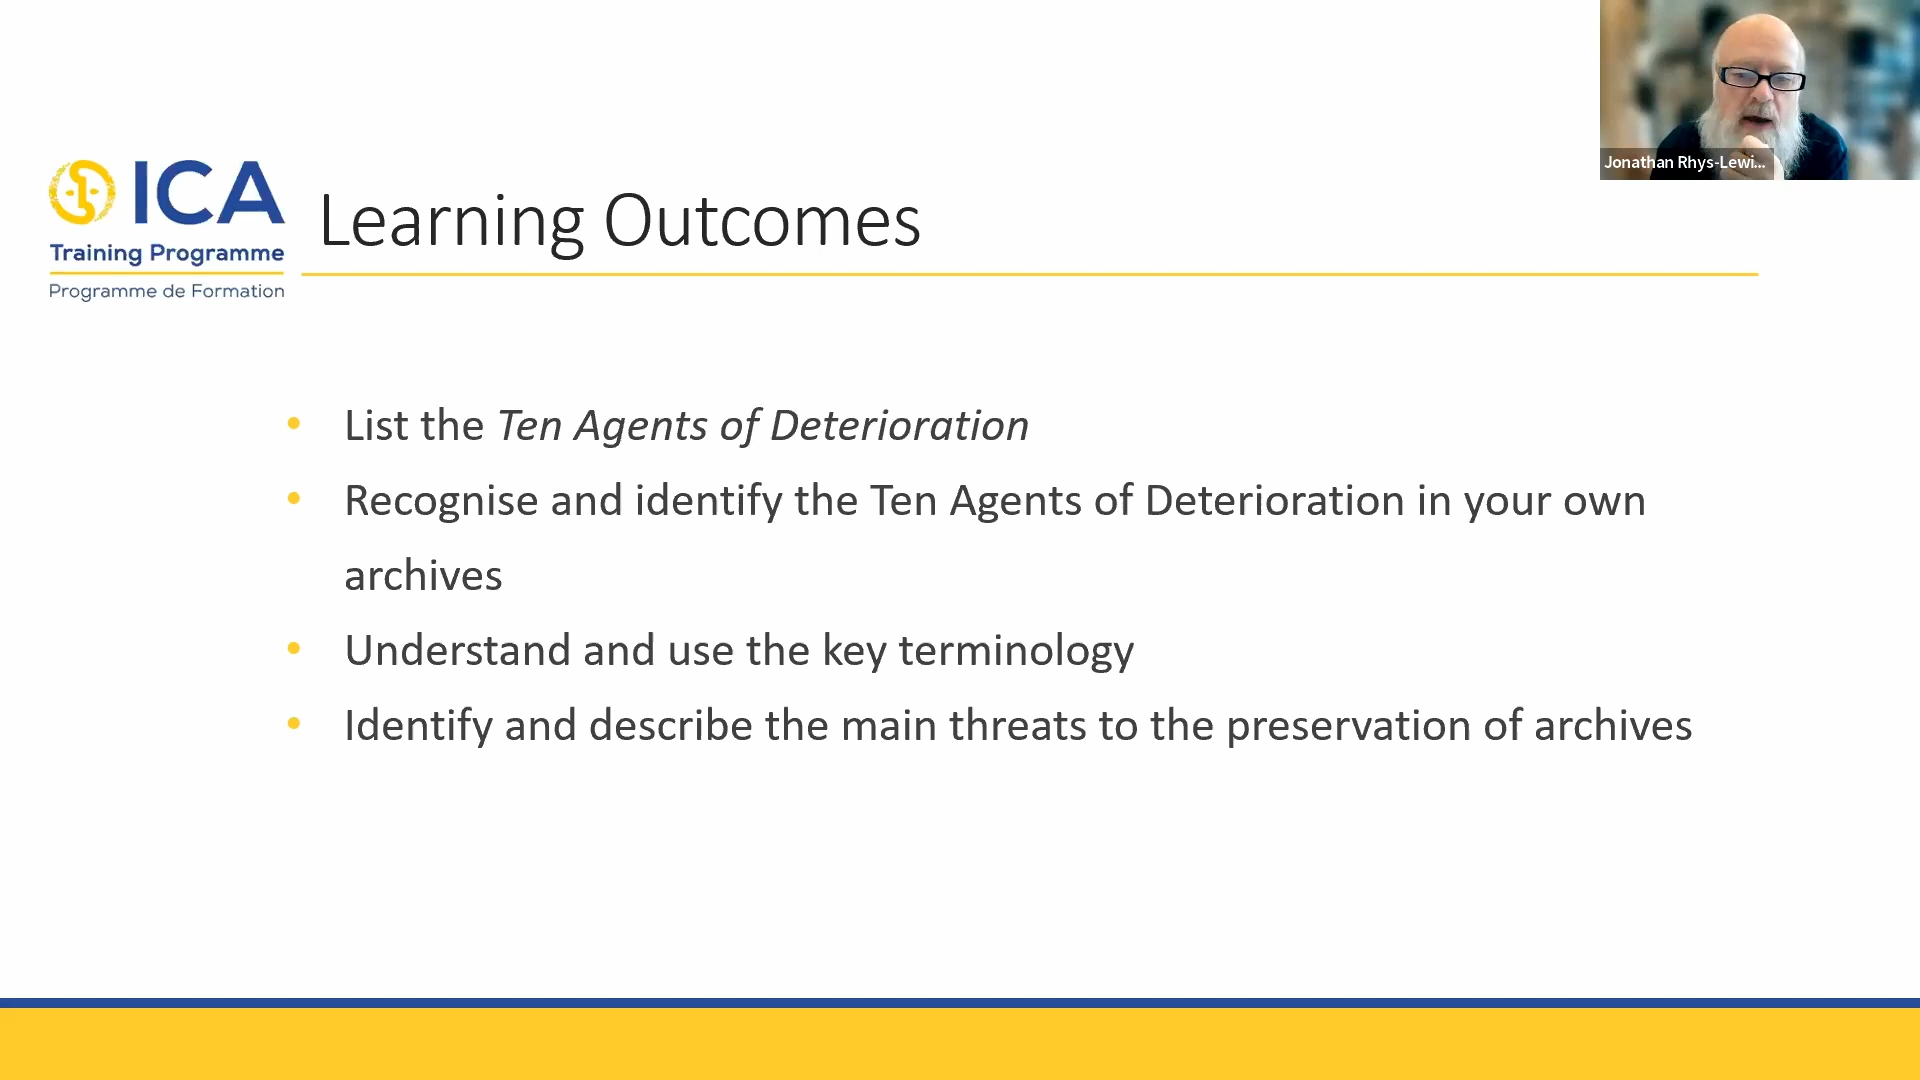 ICA
Training Programme
Programme de Formation
Learning Outcomes
Jonathan Rhys-Lewi...
• List the Ten Agents of Deterioration
• Recognise and identify the Ten Agents of Deterioration in your own
archives
• Understand and use the key terminology
• Identify and describe the main threats to the preservation of archives